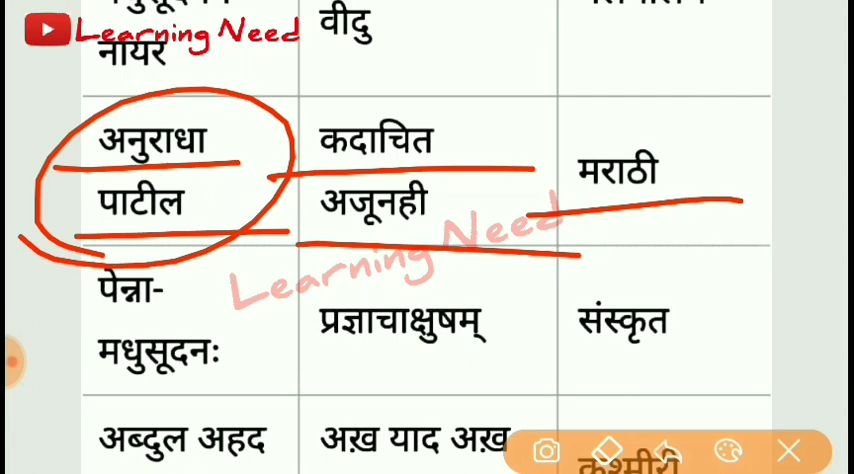 Learning Need
नायर
वीदु
अनुराधा
पाटील
कदाचित
अजूनही
मराठी
Learning Need
पेन्ना-
मधुसूदनः
प्रज्ञाचाक्षुषम्
संस्कृत
अब्दुल अहद
अख़ याद अख़